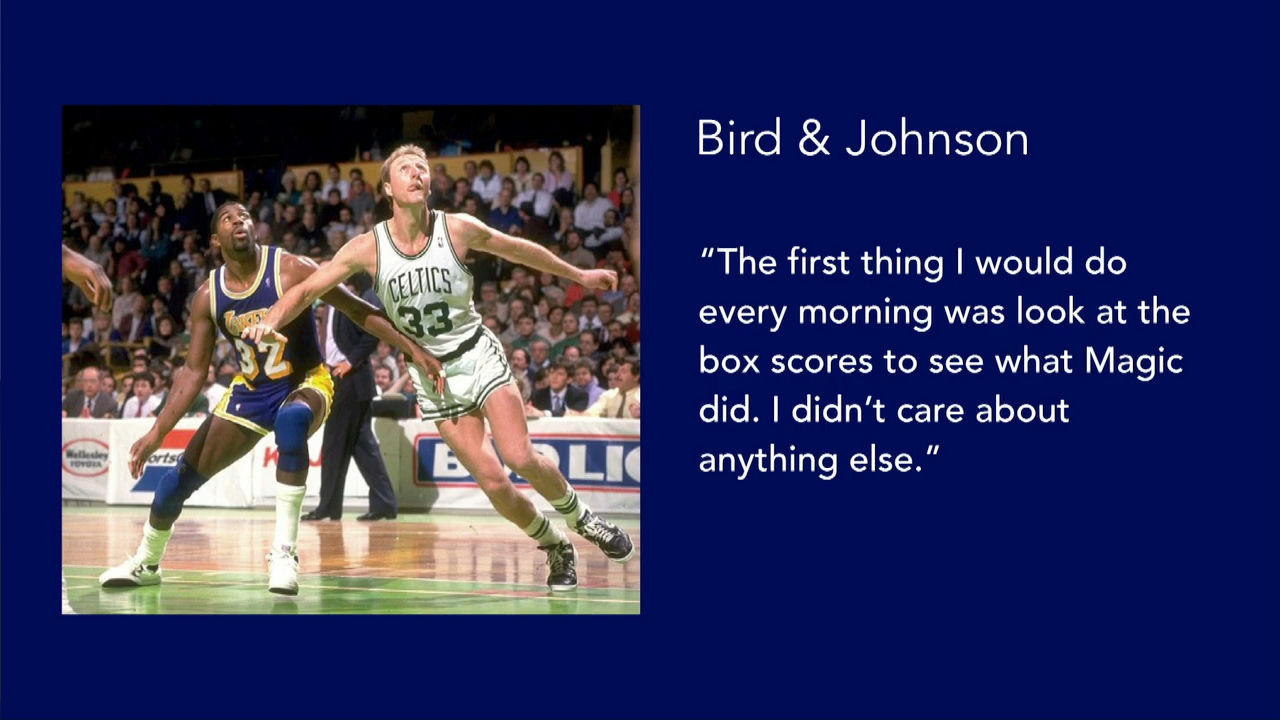 Bird & Johnson
“The first thing I would do
every morning was look at the
box scores to see what Magic
did. I didn’t care about
anything else.”
CELTICS
33
32
Wellesley
TOYOTA